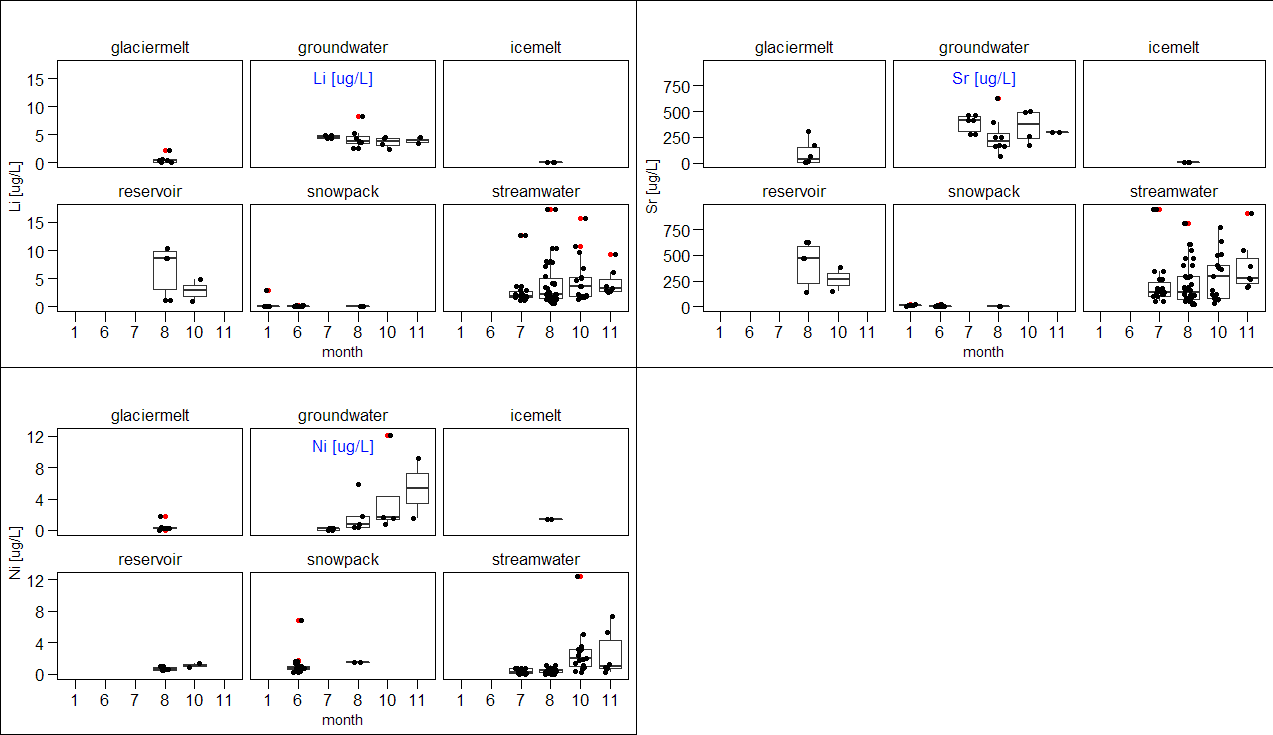 glaciermelt groundwater icemelt
Li [ug/L]
15
10
5
0
Li [ug/L]
reservoir snowpack streamwater
15
10
5
0
1 6 7 8 10 11 1 6 7 8 10 11 1 6 7 8 10 11
month
glaciermelt groundwater icemelt
Sr [ug/L]
750
500
250
0
Sr [ug/L]
reservoir snowpack streamwater
750
500
250
0
1 6 7 8 10 11 1 6 7 8 10 11 1 6 7 8 10 11
month
glaciermelt groundwater icemelt
Ni [ug/L]
12
8
4
0
Ni [ug/L]
reservoir snowpack streamwater
12
8
4
0
1 6 7 8 10 11 1 6 7 8 10 11 1 6 7 8 10 11
month